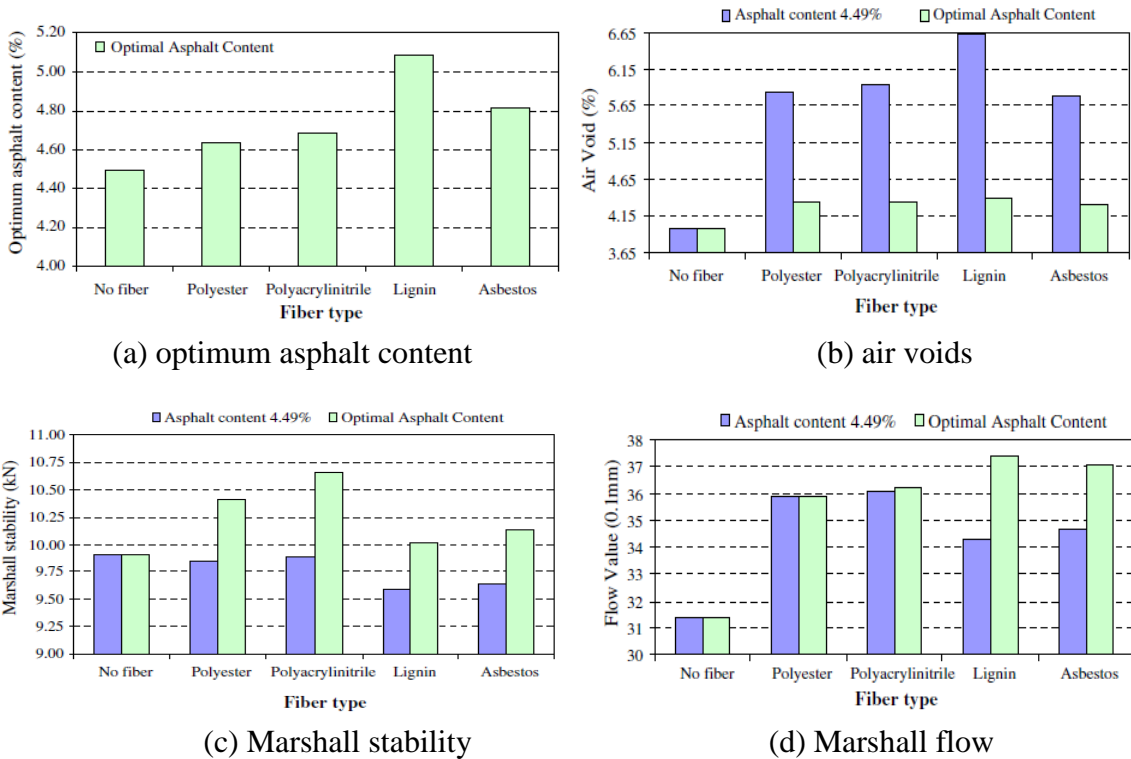 Optimum asphalt content (%)
5.20
5.00
4.80
4.60
4.40
4.20
4.00
Optimal Asphalt Content
No fiber Polyester Polyacrylinitrile Lignin Asbestos
Fiber type
(a) optimum asphalt content
Asphalt content 4.49% Optimal Asphalt Content
Air Void (%)
6.65
6.15
5.65
5.15
4.65
4.15
3.65
No fiber Polyester Polyacrylinitrile Lignin Asbestos
Fiber type
(b) air voids
Asphalt content 4.49% Optimal Asphalt Content
Marshall stability (kN)
11.00
10.75
10.50
10.25
10.00
9.75
9.50
9.25
9.00
No fiber Polyester Polyacrylinitrile Lignin Asbestos
Fiber type
(c) Marshall stability
Asphalt content 4.49% Optimal Asphalt Content
Flow Value (0.1mm)
38
37
36
35
34
32
31
30
No fiber Polyester Polyacrylinitrile Lignin Asbestos
Fiber type
(d) Marshall flow